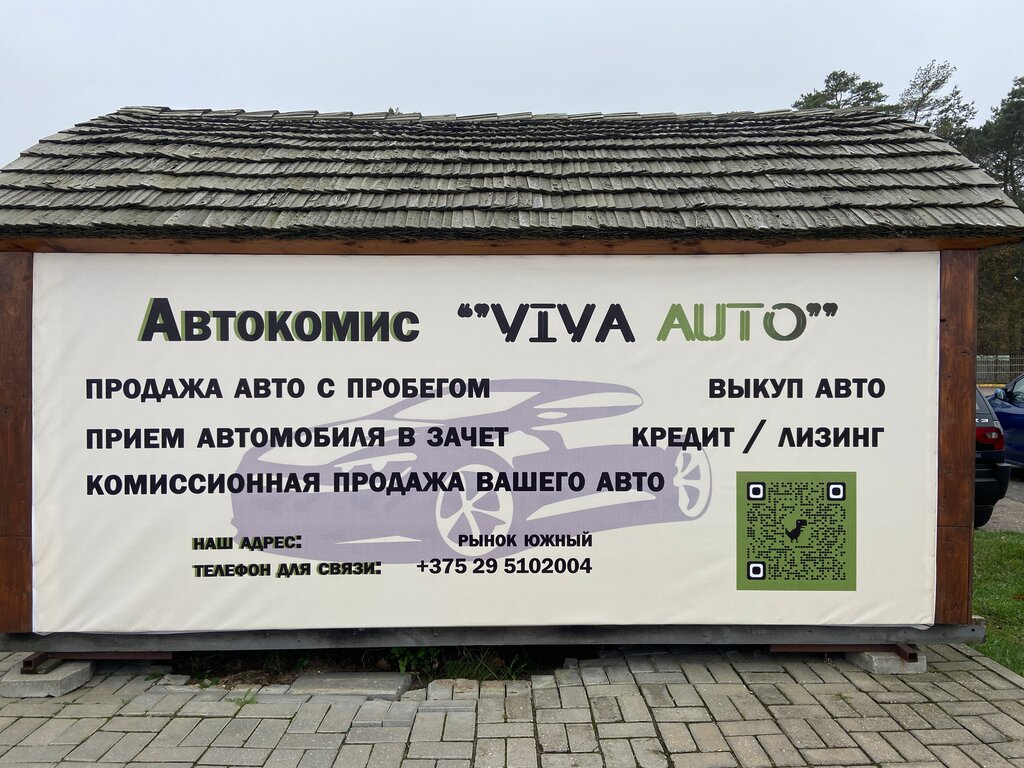 Автокомис “"VIVA AUTO”"
ПРОДАЖА АВТО С ПРОБЕГОМ
ВЫКУП АВТО
ПРИЕМ АВТОМОБИЛЯ В ЗАЧЕТ
КРЕДИТ / ЛИЗИНГ
КОМИССИОННАЯ ПРОДАЖА ВАШЕГО АВТО
НАШ АДРЕС: РЫНОК ЮЖНЫЙ
ТЕЛЕФОН ДЛЯ СВЯЗИ: +375 29 5102004